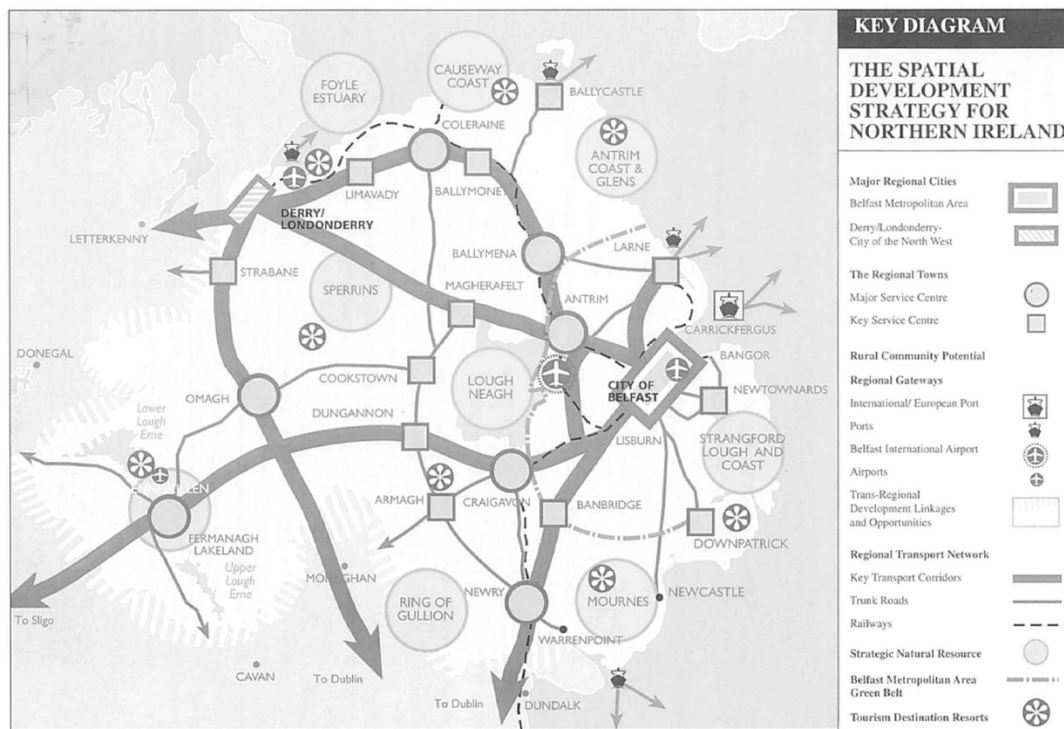 FOYLE
ESTUARY
CAUSEWAY
COAST
BALLYCASTLE
COLERAINE
ANTRIM
COAST &
GLENS
LIMAVADY
BALLYMONE
DERRY/
LONDONDERRY
LETTERKENNY
LARNE
BALLYMENA
STRABANE
MAGHERAFELT
SPERRINS
ANTRIM
CARRICKFERGUS
DONEGAL
BANGOR
COOKSTOWN
LOUGH
NEAGH
CITY OF
BELFAST
NEWTOWNARDS
OMAGH
Lower
Lough
Erne
DUNGANNON
LISBURN
STRANGFORD
LOUGH AND
COAST
ENNISKILLEN
ARMAGH
CRAIGAVON
BANBRIDGE
FERMANAGH
LAKELAND
DOWNPATRICK
Upper
Lough
Erne
MONAGHAN
RING OF
GULLION
NEWRY
MOURNES
NEWCASTLE
To Sligo
WARRENPOINT
CAVAN
To Dublin
To Dublin
DUNDALK
KEY DIAGRAM
THE SPATIAL
DEVELOPMENT
STRATEGY FOR
NORTHERN IRELAND
Major Regional Cities
Belfast Metropolitan Area
Derry/Londonderry-
City of the North West
The Regional Towns
Major Service Centre
Key Service Centre
Rural Community Potential
Regional Gateways
International/ European Port
Ports
Belfast International Airport
Airports
Trans-Regional
Development Linkages
and Opportunities
Regional Transport Network
Key Transport Corridors
Trunk Roads
Railways
Strategic Natural Resource
Belfast Metropolitan Area
Green Belt
Tourism Destination Resorts